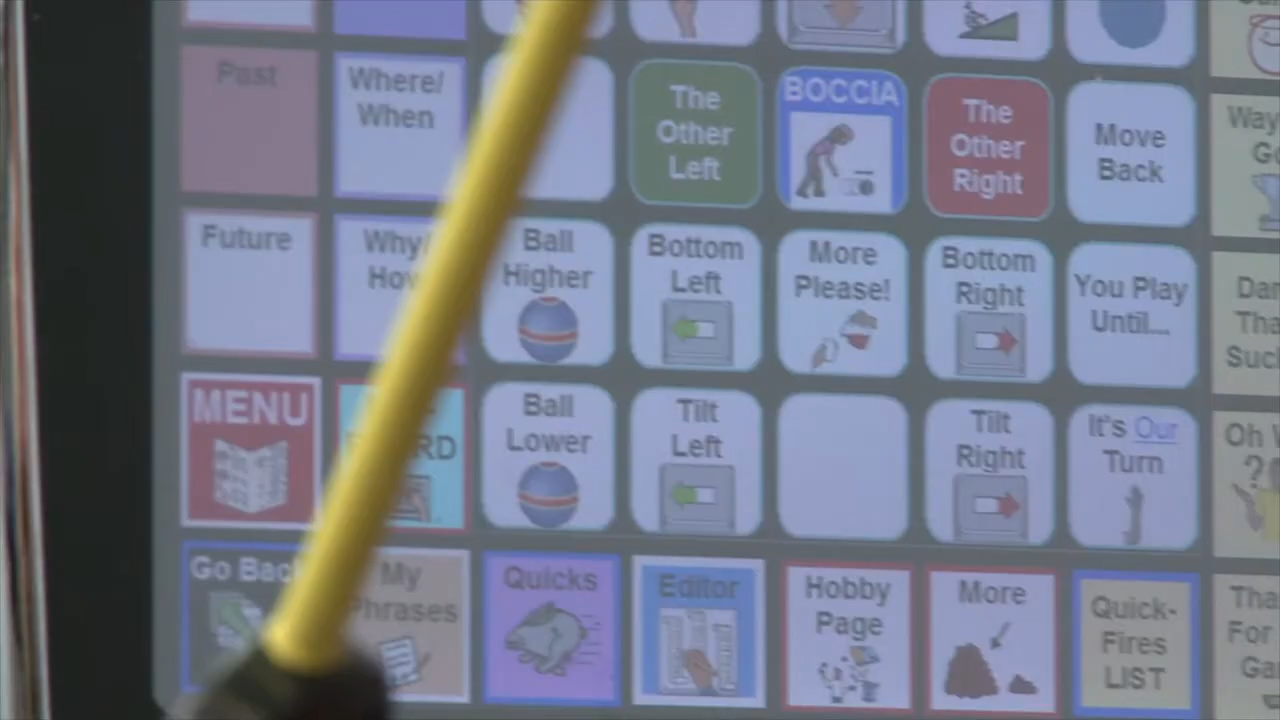 Past
Where/
When
The
Other
Left
BOCCIA
The
Other
Right
Move
Back
Future
Ball
Higher
Bottom
Left
More
Please!
Bottom
Right
You Play
Until...
MENU
Ball
Lower
Tilt
Left
Tilt
Right
It's Our
Turn
Go
My
Quicks
Editor
Hobby
Page
More
Quick-
Fires
LIST
For